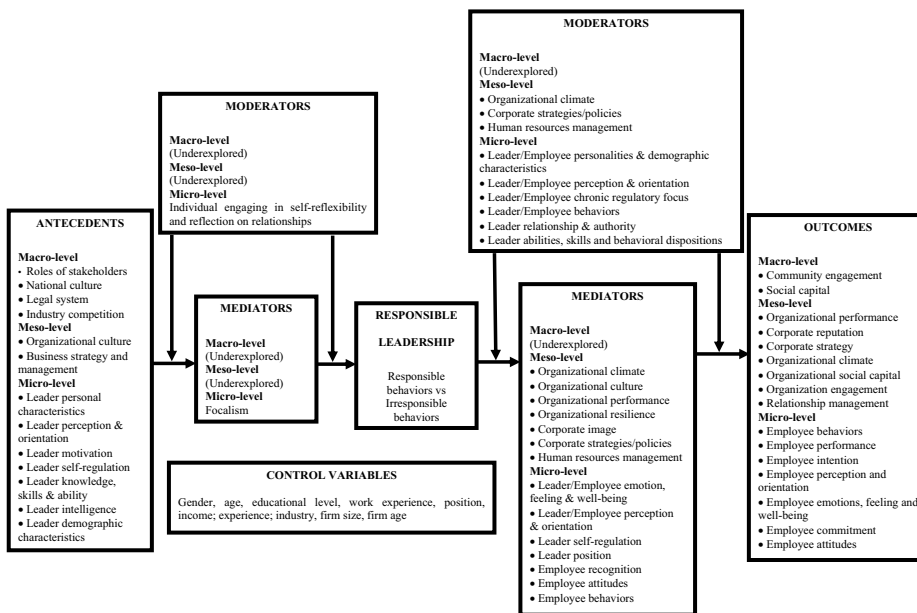 ANTECEDENTS
Macro-level
• Roles of stakeholders
• National culture
• Legal system
• Industry competition
Meso-level
• Organizational culture
• Business strategy and
management
Micro-level
• Leader personal
characteristics
• Leader perception &
orientation
• Leader motivation
• Leader self-regulation
• Leader knowledge,
skills & ability
• Leader intelligence
• Leader demographic
characteristics
MODERATORS
Macro-level
(Underexplored)
Meso-level
(Underexplored)
Micro-level
Individual engaging in self-reflexibility
and reflection on relationships
MEDIATORS
Macro-level
(Underexplored)
Meso-level
(Underexplored)
Micro-level
Focalism
RESPONSIBLE
LEADERSHIP
Responsible
behaviors vs
Irresponsible
behaviors
CONTROL VARIABLES
Gender, age, educational level, work experience, position,
income; experience; industry, firm size, firm age
MODERATORS
Macro-level
(Underexplored)
Meso-level
• Organizational climate
• Corporate strategies/policies
• Human resources management
Micro-level
• Leader/Employee personalities & demographic
characteristics
• Leader/Employee perception & orientation
• Leader/Employee chronic regulatory focus
• Leader/Employee behaviors
• Leader relationship & authority
• Leader abilities, skills and behavioral dispositions
MEDIATORS
Macro-level
(Underexplored)
Meso-level
• Organizational climate
• Organizational culture
• Organizational performance
• Organizational resilience
• Corporate image
• Corporate strategies/policies
• Human resources management
Micro-level
• Leader/Employee emotion,
feeling & well-being
• Leader/Employee perception
& orientation
• Leader self-regulation
• Leader position
• Employee recognition
• Employee attitudes
• Employee behaviors
OUTCOMES
Macro-level
• Community engagement
• Social capital
Meso-level
• Organizational performance
• Corporate reputation
• Corporate strategy
• Organizational climate
• Organizational social capital
• Organization engagement
• Relationship management
Micro-level
• Employee behaviors
• Employee performance
• Employee intention
• Employee perception and
orientation
• Employee emotions, feeling and
well-being
• Employee commitment
• Employee attitudes